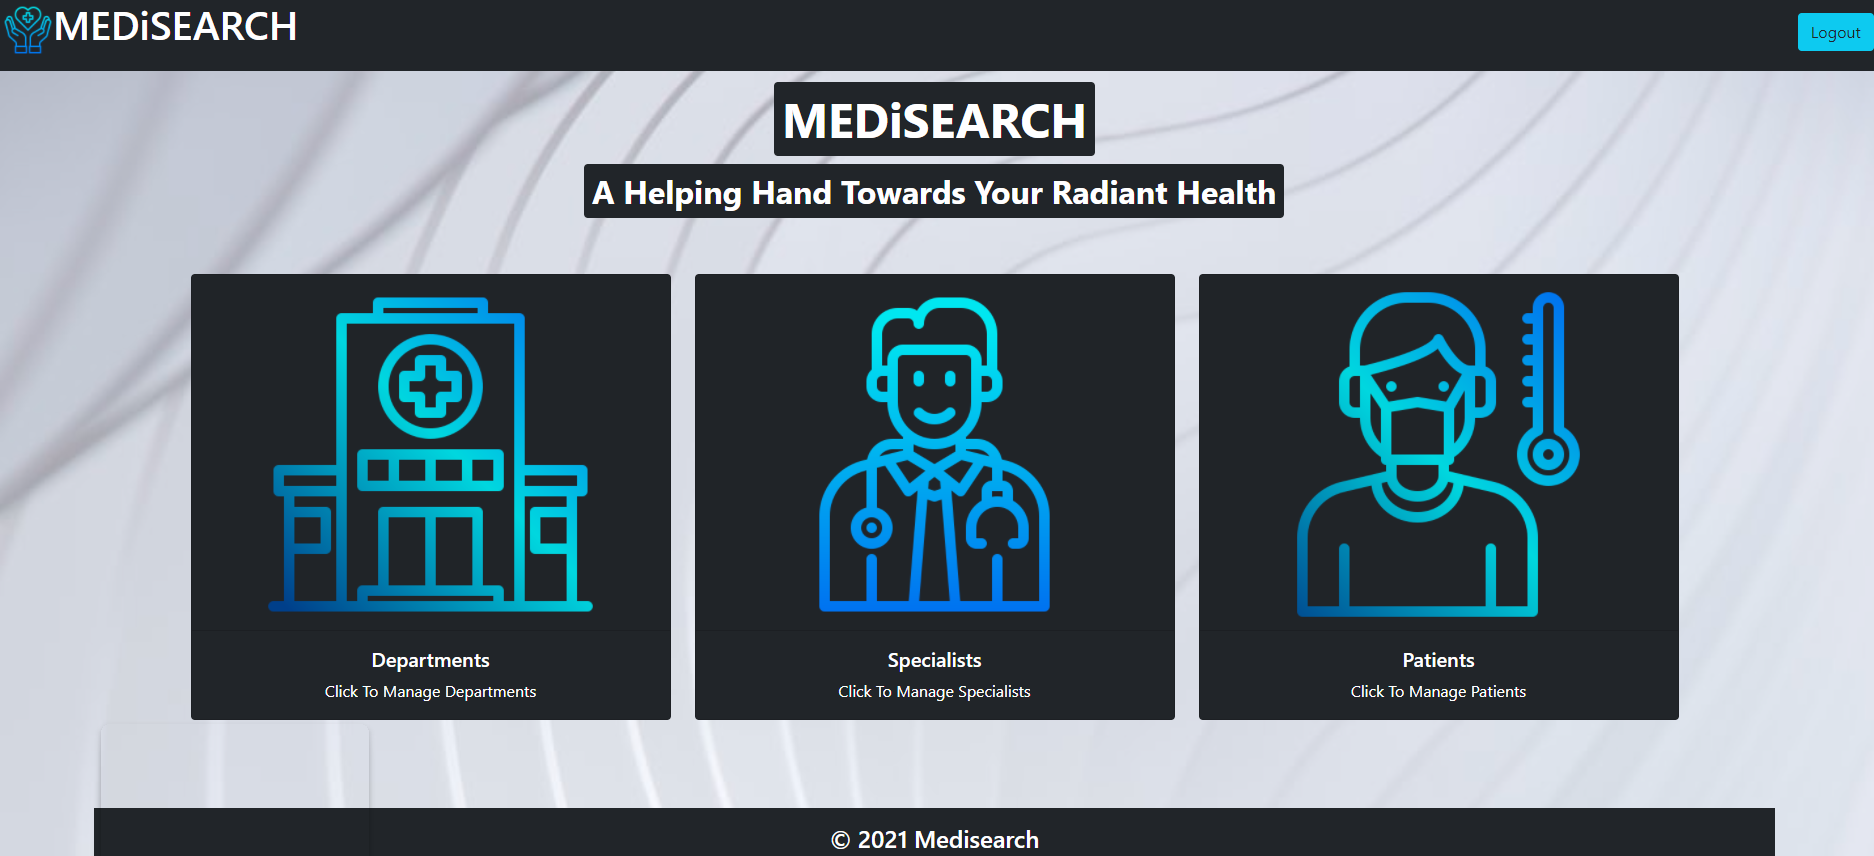 MEDiSEARCH
Logout
MEDiSEARCH
A Helping Hand Towards Your Radiant Health
Departments
Click To Manage Departments
Specialists
Click To Manage Specialists
Patients
Click To Manage Patients
© 2021 Medisearch